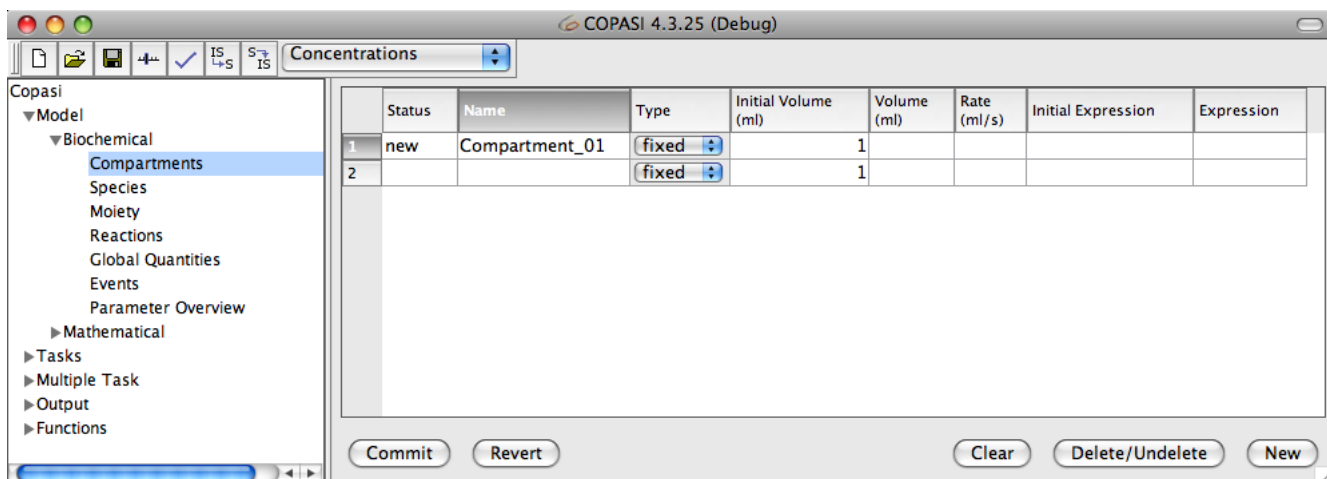 COPASI 4.3.25 (Debug)
IS S S IS Concentrations
Copasi
Model
Biochemical
Compartments
Species
Moiety
Reactions
Global Quantities
Events
Parameter Overview
Mathematical
Tasks
Multiple Task
Output
Functions
Status Name Type Initial Volume (ml) Volume (ml) Rate (ml/s) Initial Expression Expression
1 new Compartment_01 fixed 1
2 fixed 1
Commit Revert Clear Delete/Undelete New